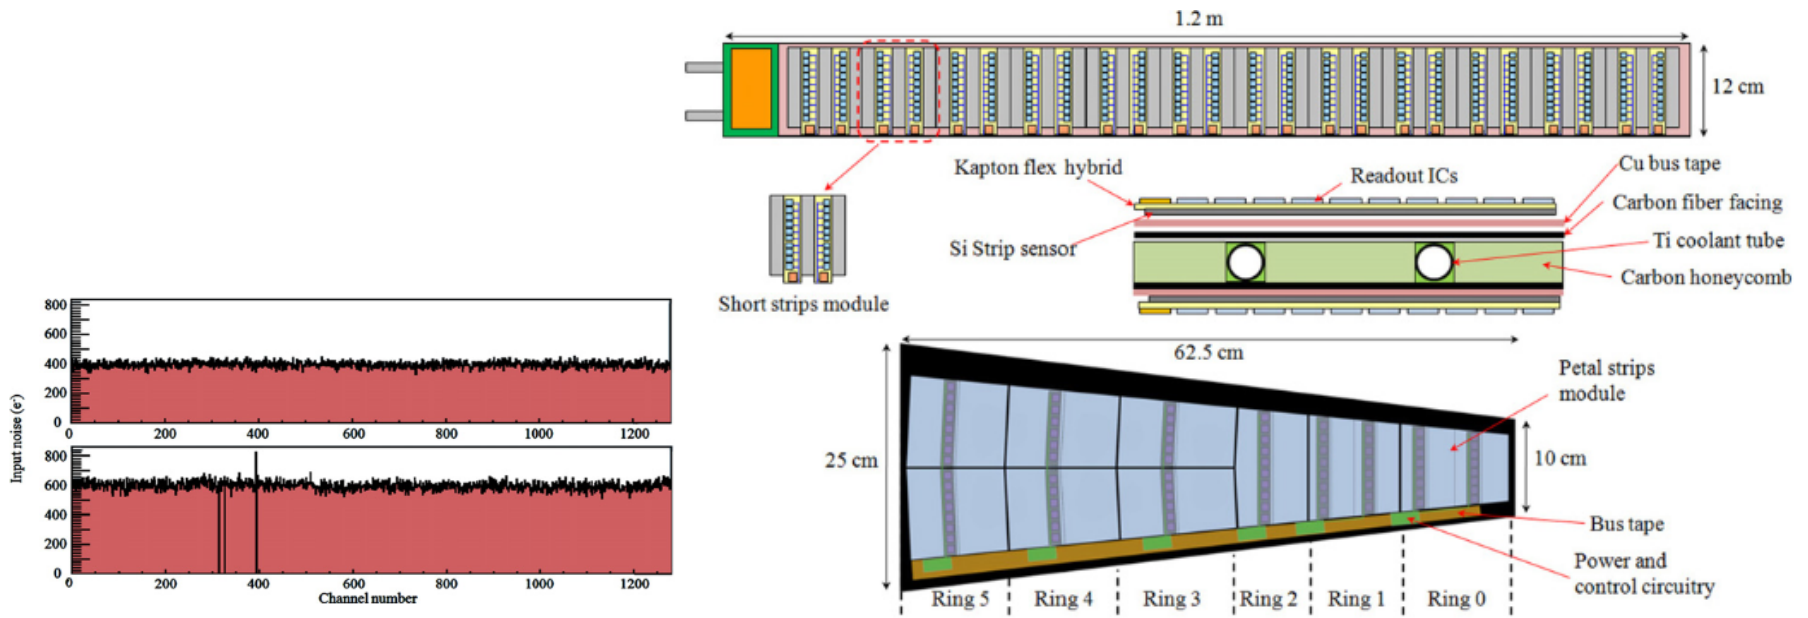 1.2 m
12 cm
Kapton flex hybrid
Readout ICs
Cu bus tape
Carbon fiber facing
Si Strip sensor
Ti coolant tube
Carbon honeycomb
Short strips module
62.5 cm
Petal strips
module
25 cm
10 cm
Bus tape
Power and
control circuitry
Ring 5
Ring 4
Ring 3
Ring 2
Ring 1
Ring 0
Input noise (e-)
800
600
400
200
0
0
200
400
600
800
1000
1200
800
600
400
200
0
0
200
400
600
800
1000
1200
Channel number